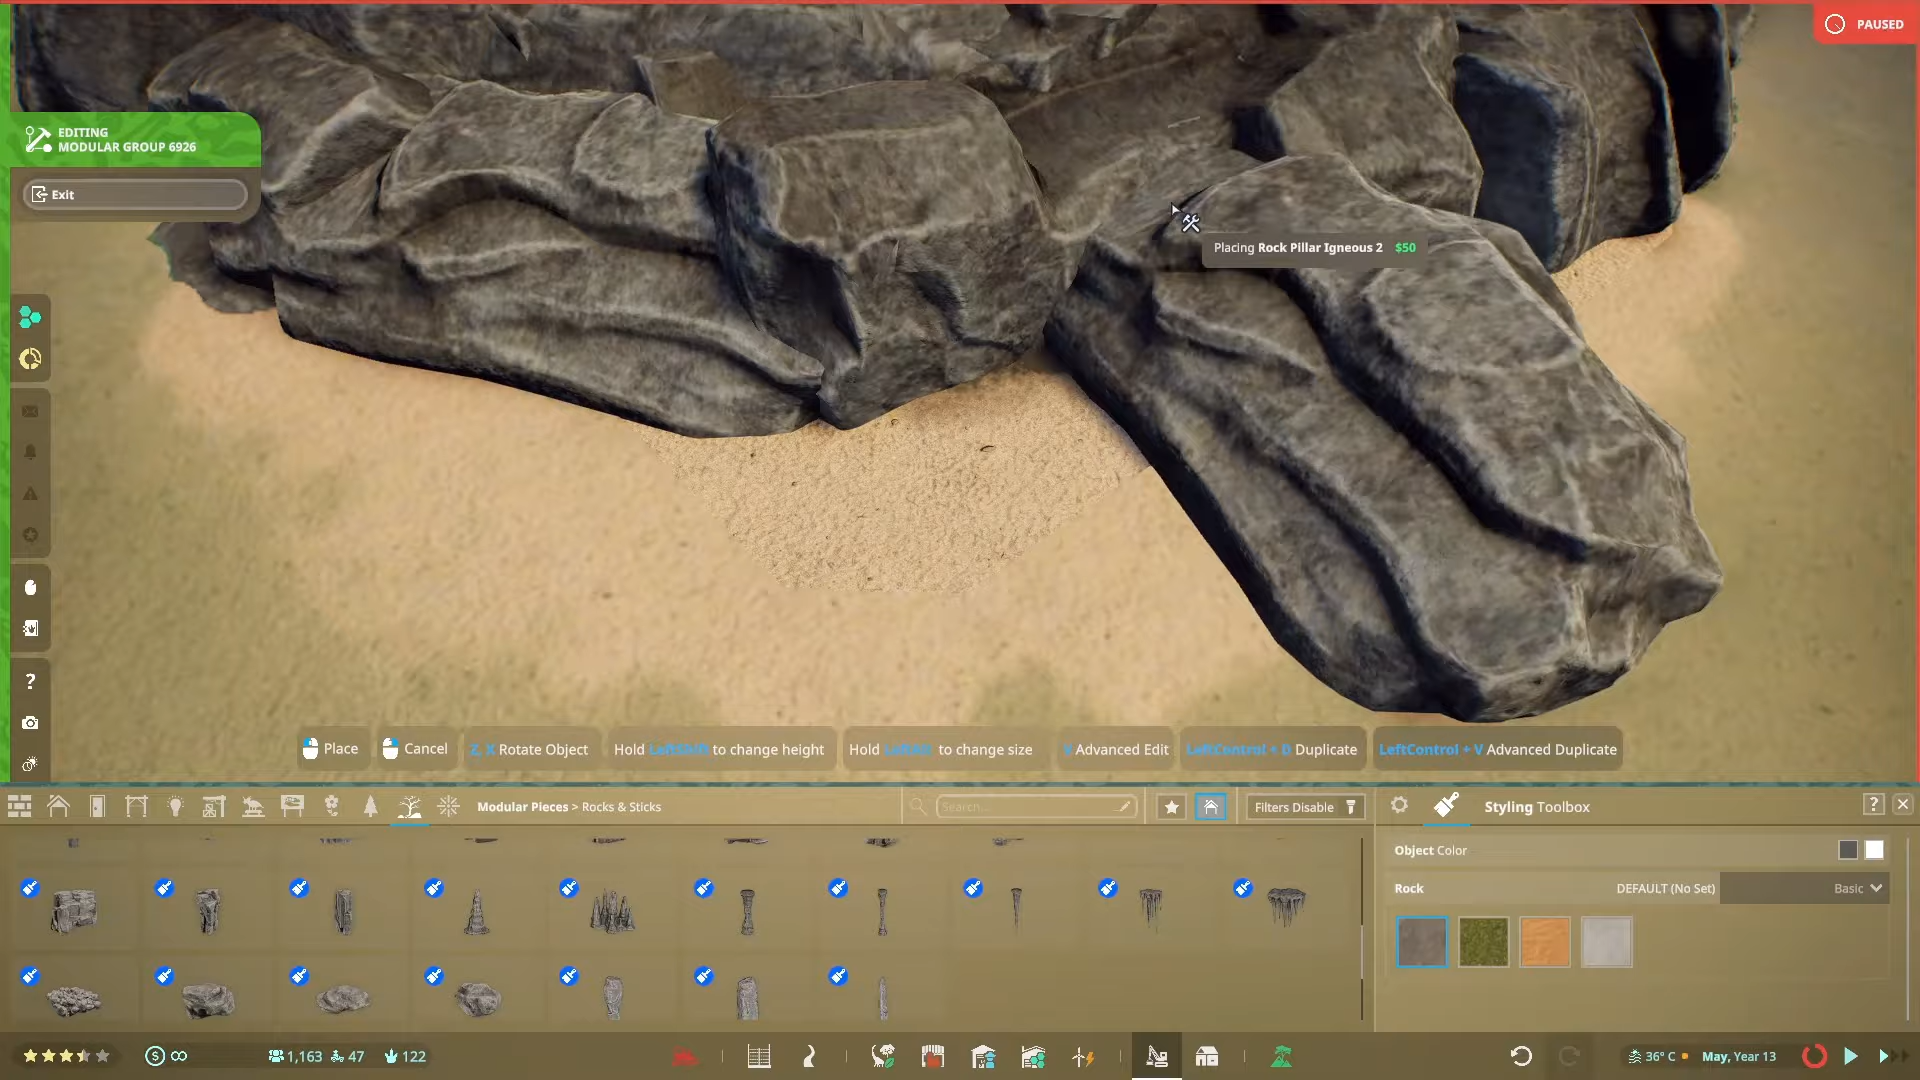 PAUSED
EDITING
MODULAR GROUP 6926
Exit
Placing Rock Pillar Igneous 2 $50
Place
Cancel
Z, X Rotate Object
Hold LeftShift to change height
Hold to change size
Advanced Edit
LeftControl + D Duplicate
LeftControl + V Advanced Duplicate
Modular Pieces > Rocks & Sticks
Search...
Filters Disable
Styling Toolbox
?
Object Color
Rock
DEFAULT (No Set)
Basic
1,163
47
122
36° C
May, Year 13